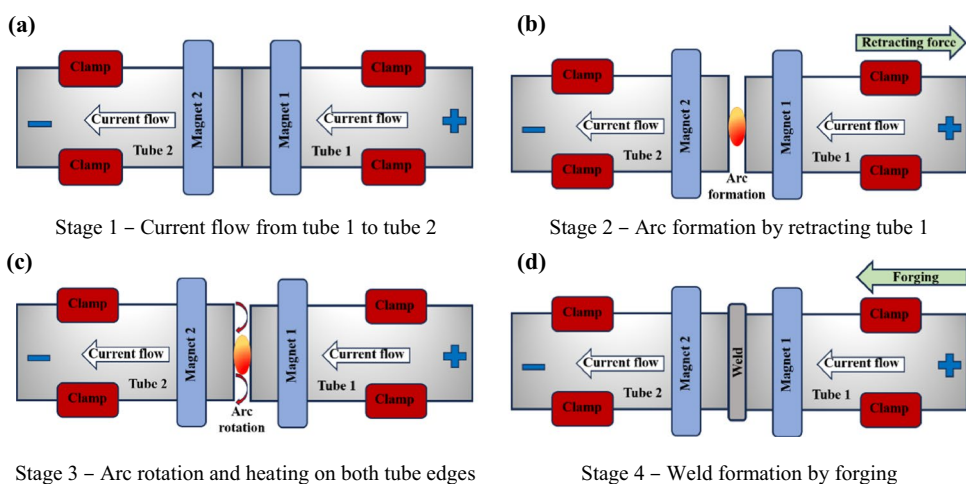 (a)
Clamp
Clamp
Magnet 2
Magnet 1
Current flow
Current flow
Tube 2
Tube 1
Clamp
Clamp
Stage 1 – Current flow from tube 1 to tube 2
(b)
Retracting force
Clamp
Clamp
Magnet 2
Magnet 1
Current flow
Current flow
Tube 2
Tube 1
Clamp
Clamp
Arc
formation
Stage 2 – Arc formation by retracting tube 1
(c)
Clamp
Clamp
Magnet 2
Magnet 1
Current flow
Current flow
Tube 2
Tube 1
Clamp
Clamp
Arc
rotation
Stage 3 – Arc rotation and heating on both tube edges
(d)
Forging
Clamp
Clamp
Magnet 2
Weld
Magnet 1
Current flow
Current flow
Tube 2
Tube 1
Clamp
Clamp
Stage 4 – Weld formation by forging